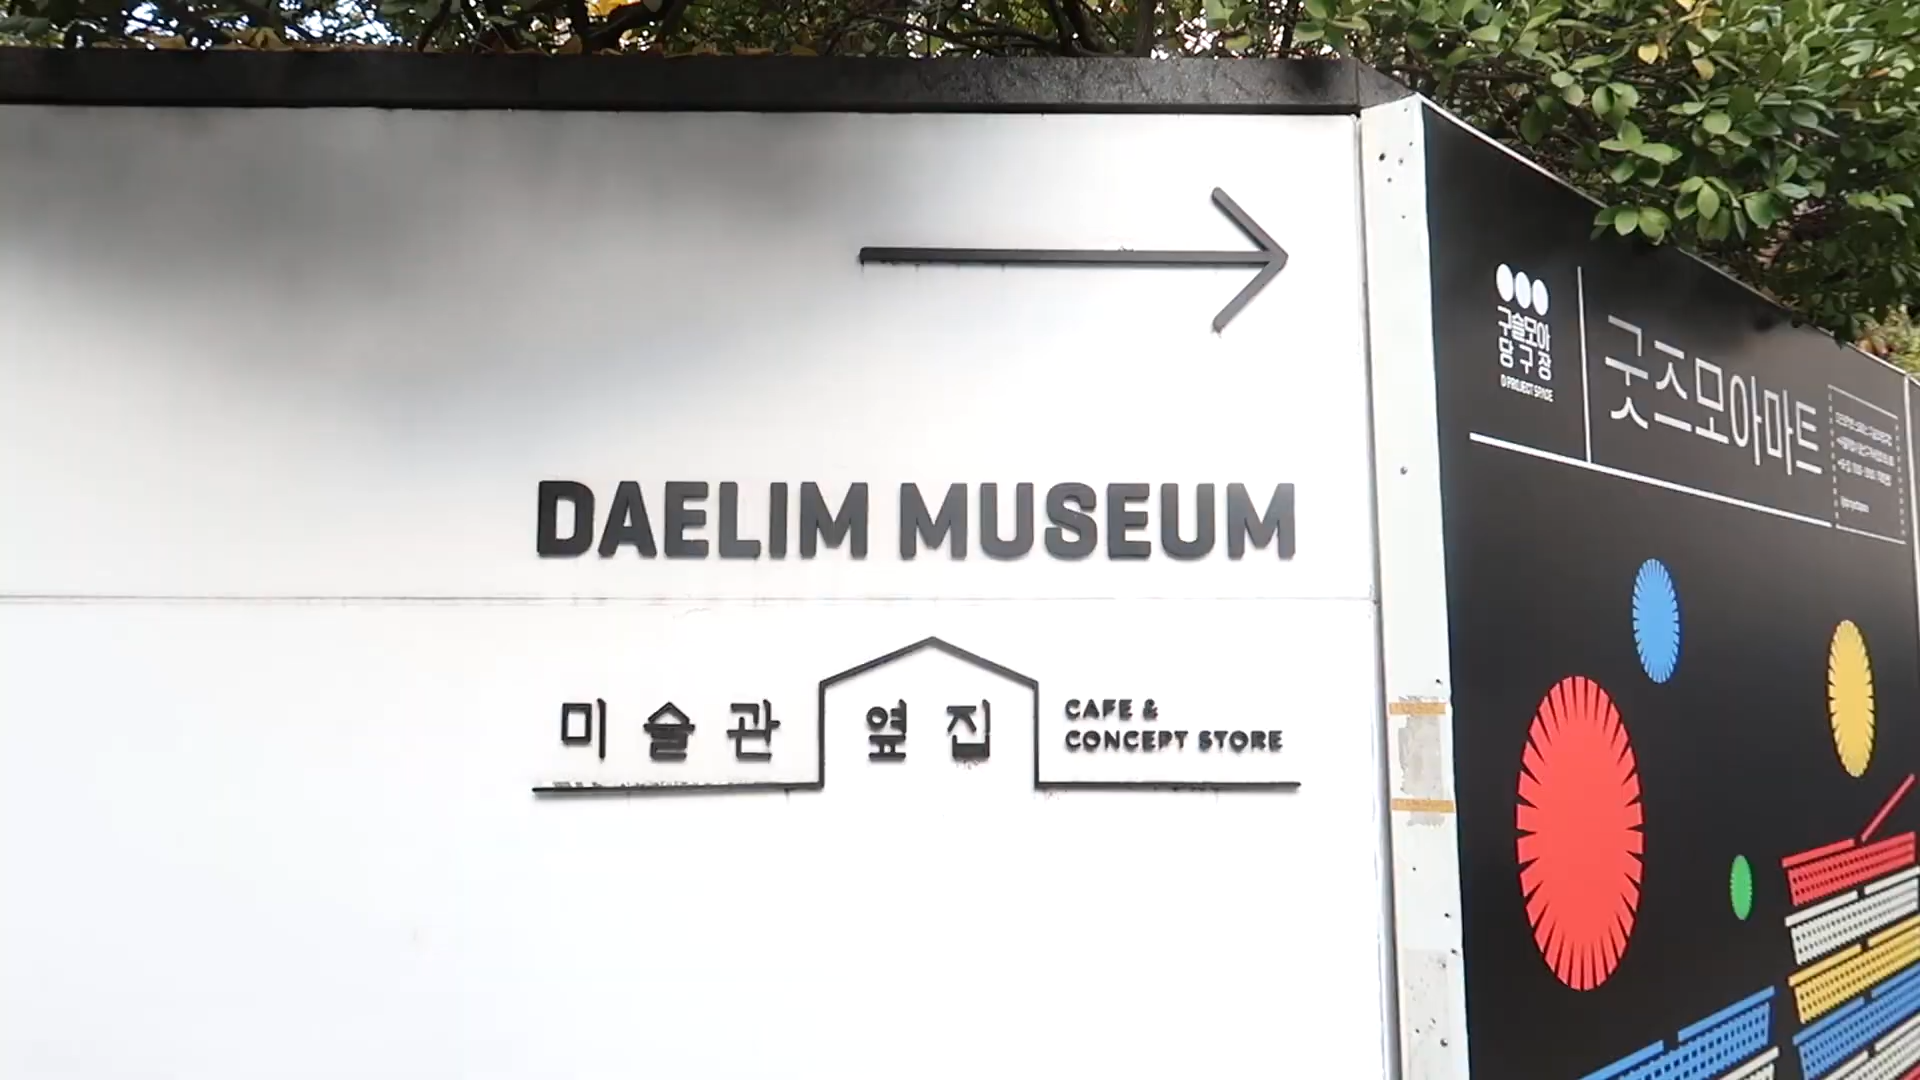 DAELIM MUSEUM
미술관 옆집 CAFE &
CONCEPT STORE
구슬모아
당구장
D PROJECT SPACE
굿즈모아마트